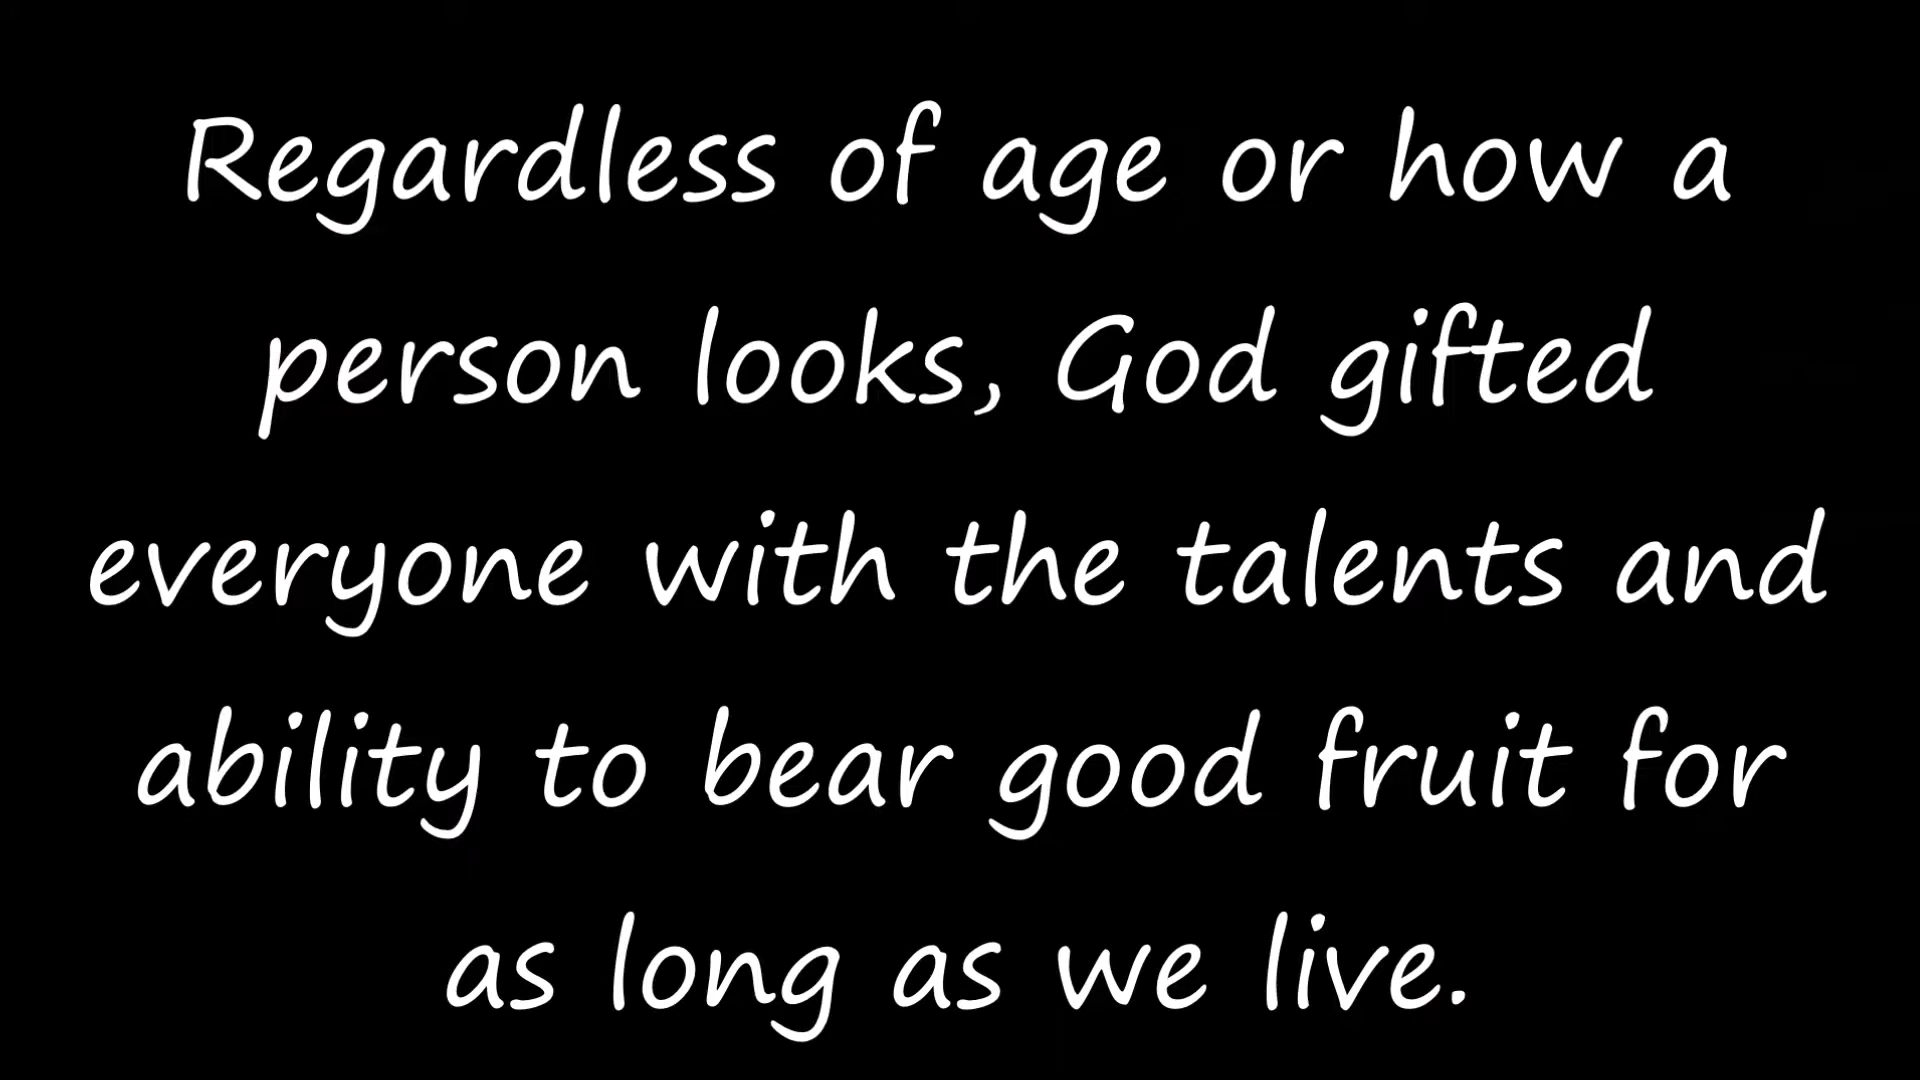 Regardless of age or how a
person looks, God gifted
everyone with the talents and
ability to bear good fruit for
as long as we live.